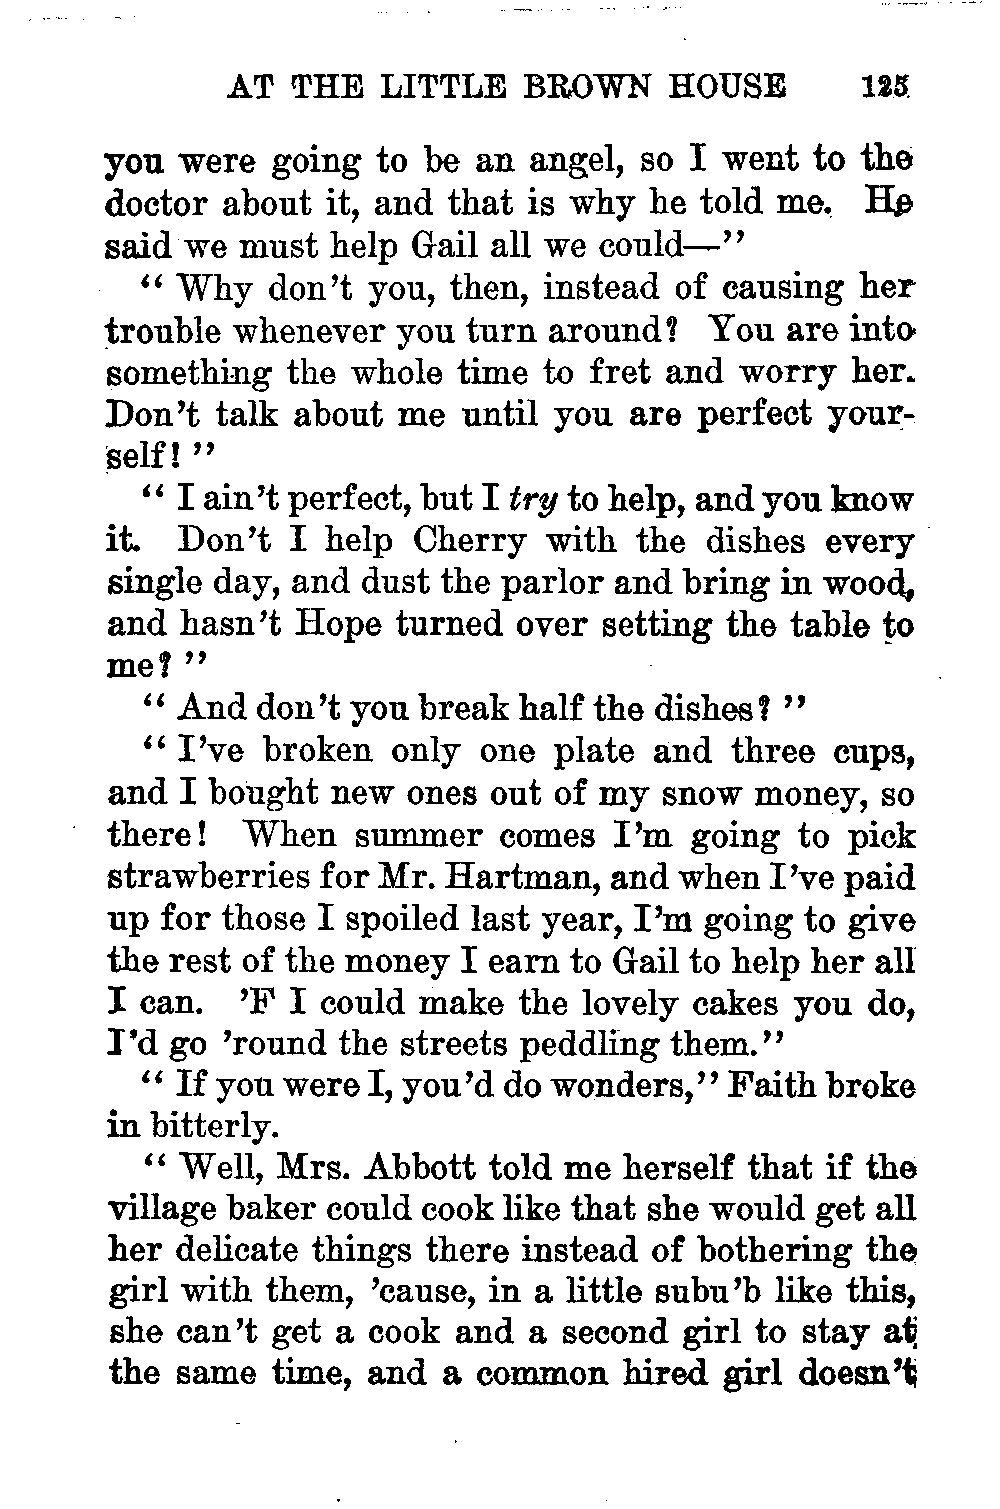 AT THE LITTLE BROWN HOUSE 125
you were going to be an angel, so I went to the
doctor about it, and that is why he told me. He
said we must help Gail all we could—"
" Why don't you, then, instead of causing her
trouble whenever you turn around? You are into
something the whole time to fret and worry her.
Don't talk about me until you are perfect your-
self! "
" I ain't perfect, but I try to help, and you know
it. Don't I help Cherry with the dishes every
single day, and dust the parlor and bring in wood,
and hasn't Hope turned over setting the table to
me? "
" And don't you break half the dishes? "
" I've broken only one plate and three cups,
and I bought new ones out of my snow money, so
there! When summer comes I'm going to pick
strawberries for Mr. Hartman, and when I've paid
up for those I spoiled last year, I'm going to give
the rest of the money I earn to Gail to help her all
I can. 'F I could make the lovely cakes you do,
I'd go 'round the streets peddling them."
" If you were I, you'd do wonders," Faith broke
in bitterly.
" Well, Mrs. Abbott told me herself that if the
village baker could cook like that she would get all
her delicate things there instead of bothering the
girl with them, 'cause, in a little subu'b like this,
she can't get a cook and a second girl to stay at
the same time, and a common hired girl doesn't